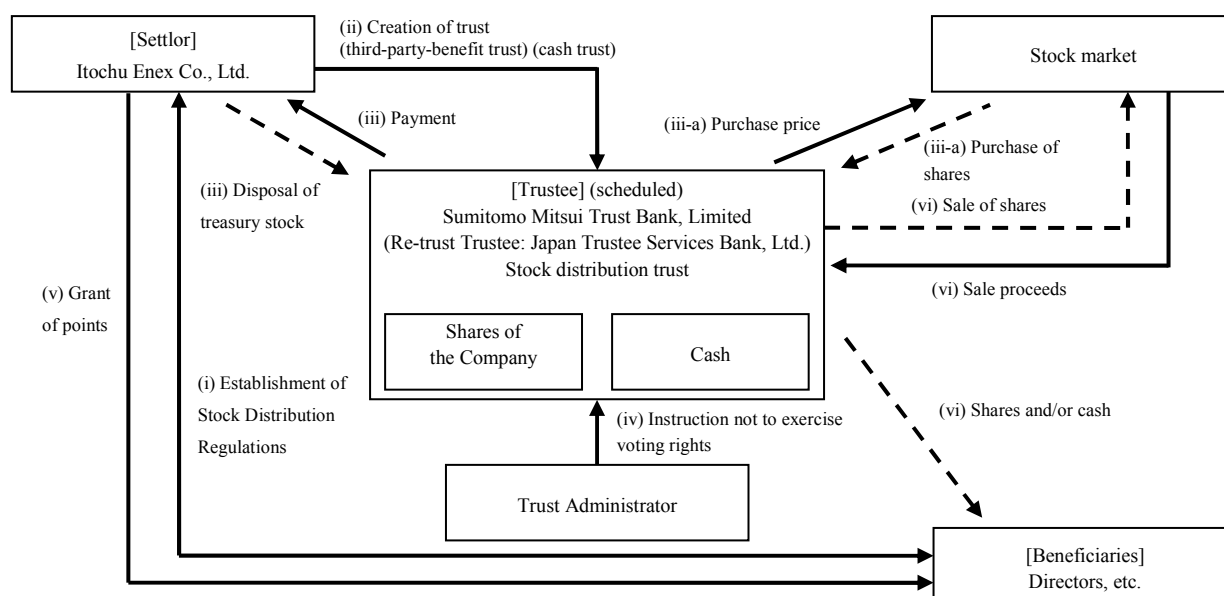 [Settlor]
Itochu Enex Co., Ltd.
(ii) Creation of trust
(third-party-benefit trust) (cash trust)
Stock market
(iii) Payment
(iii-a) Purchase price
(iii) Disposal of
treasury stock
(iii-a) Purchase of
shares
[Trustee] (scheduled)
Sumitomo Mitsui Trust Bank, Limited
(Re-trust Trustee: Japan Trustee Services Bank, Ltd.)
Stock distribution trust
(vi) Sale of shares
(vi) Sale proceeds
(v) Grant
of points
Shares of
the Company
Cash
(i) Establishment of
Stock Distribution
Regulations
(iv) Instruction not to exercise
voting rights
(vi) Shares and/or cash
Trust Administrator
[Beneficiaries]
Directors, etc.